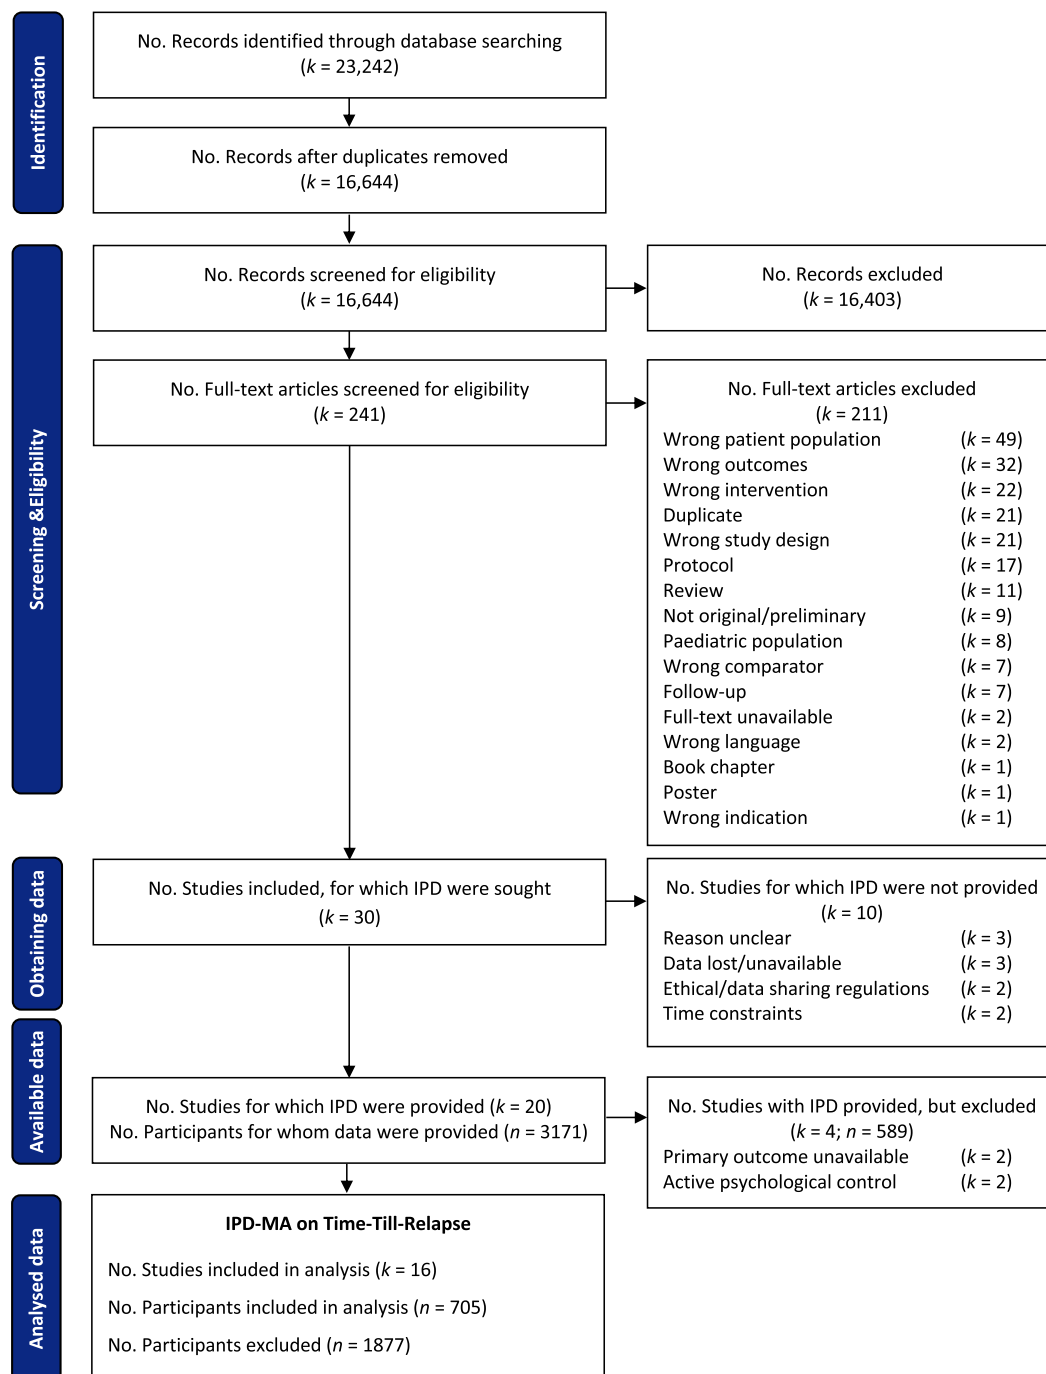 Identification
No. Records identified through database searching
(k = 23,242)
No. Records after duplicates removed
(k = 16,644)
Screening &Eligibility
No. Records screened for eligibility
(k = 16,644)
No. Records excluded
(k = 16,403)
No. Full-text articles screened for eligibility
(k = 241)
No. Full-text articles excluded
(k = 211)
Wrong patient population (k = 49)
Wrong outcomes (k = 32)
Wrong intervention (k = 22)
Duplicate (k = 21)
Wrong study design (k = 21)
Protocol (k = 17)
Review (k = 11)
Not original/preliminary (k = 9)
Paediatric population (k = 8)
Wrong comparator (k = 7)
Follow-up (k = 7)
Full-text unavailable (k = 2)
Wrong language (k = 2)
Book chapter (k = 1)
Poster (k = 1)
Wrong indication (k = 1)
Obtaining data
No. Studies included, for which IPD were sought
(k = 30)
No. Studies for which IPD were not provided
(k = 10)
Reason unclear (k = 3)
Data lost/unavailable (k = 3)
Ethical/data sharing regulations (k = 2)
Time constraints (k = 2)
Available data
No. Studies for which IPD were provided (k = 20)
No. Participants for whom data were provided (n = 3171)
No. Studies with IPD provided, but excluded
(k = 4; n = 589)
Primary outcome unavailable (k = 2)
Active psychological control (k = 2)
Analysed data
IPD-MA on Time-Till-Relapse
No. Studies included in analysis (k = 16)
No. Participants included in analysis (n = 705)
No. Participants excluded (n = 1877)